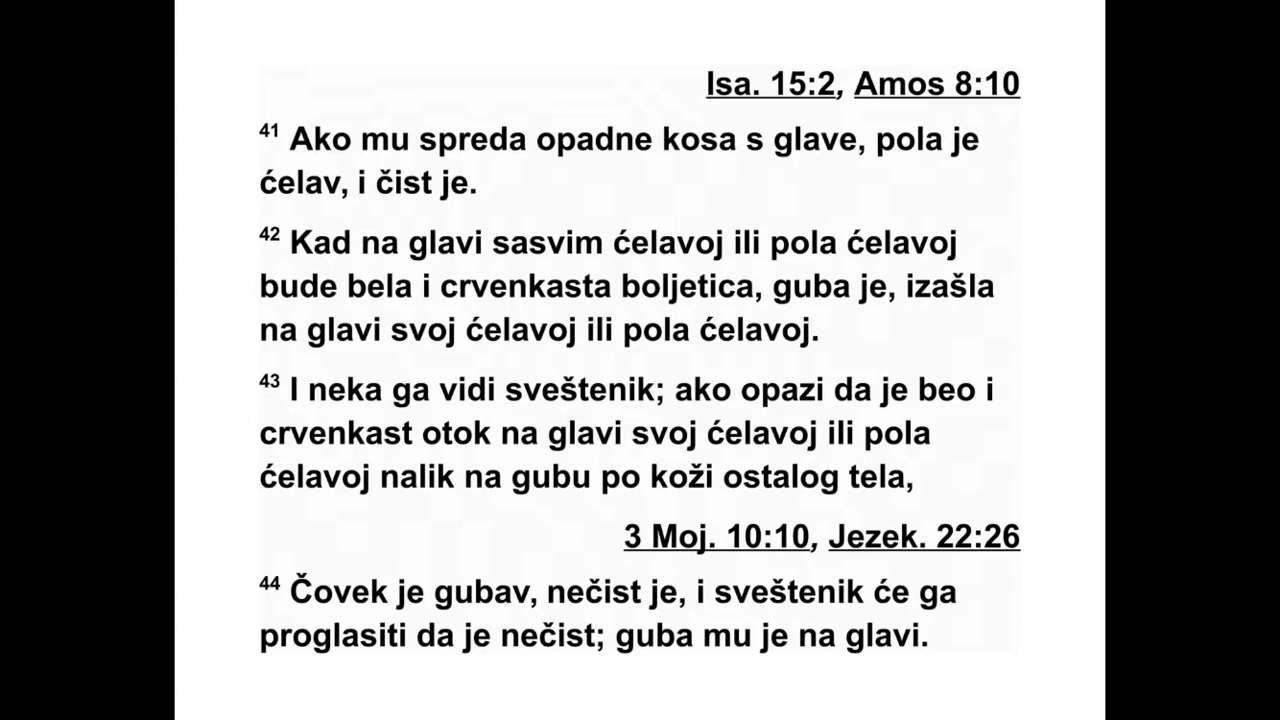 Isa. 15:2, Amos 8:10
41 Ako mu spreda opadne kosa s glave, pola je
ćelav, i čist je.
42 Kad na glavi sasvim ćelavoj ili pola ćelavoj
bude bela i crvenkasta boljetica, guba je, izašla
na glavi svoj ćelavoj ili pola ćelavoj.
43 I neka ga vidi sveštenik; ako opazi da je beo i
crvenkast otok na glavi svoj ćelavoj ili pola
ćelavoj nalik na gubu po koži ostalog tela,
3 Moj. 10:10, Jezek. 22:26
44 Čovek je gubav, nečist je, i sveštenik će ga
proglasiti da je nečist; guba mu je na glavi.